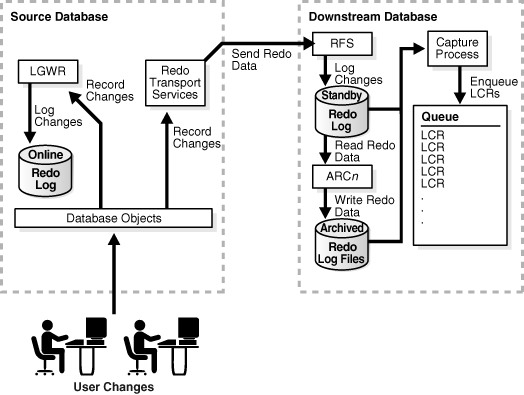 Source Database
Downstream Database
LGWR
Record
Changes
Log
Changes
Online
Redo
Log
Redo
Transport
Services
Record
Changes
Database Objects
User Changes
Send Redo
Data
RFS
Log
Changes
Standby
Redo
Log
Read Redo
Data
ARCn
Write Redo
Data
Archived
Redo
Log Files
Capture
Process
Enqueue
LCRs
Queue
LCR
LCR
LCR
LCR
LCR
.
.
.